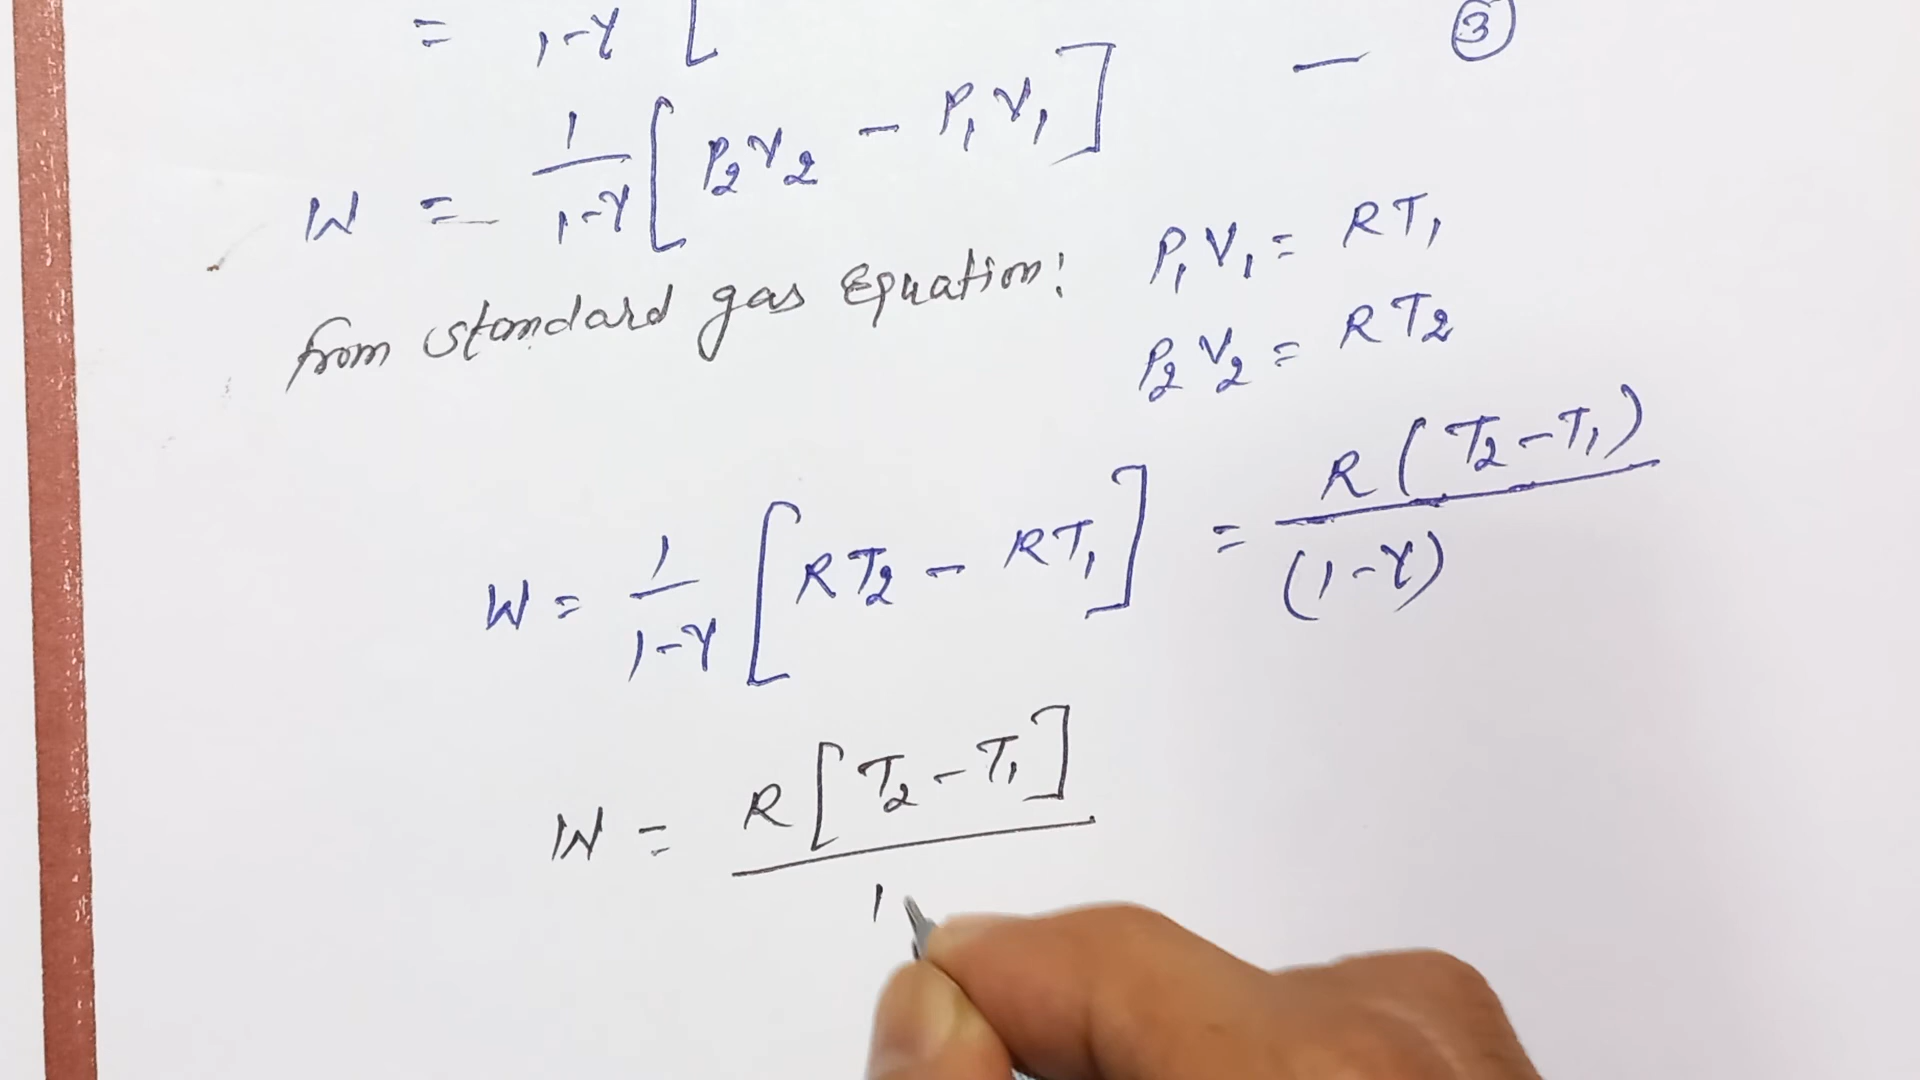 = 1-γ [
— ③
W = 1/1-γ [ P₂V₂ - P₁V₁ ]
from standard gas Equation: P₁V₁ = RT₁
P₂V₂ = RT₂
W = 1/1-γ [ RT₂ - RT₁ ] = R(T₂-T₁)/(1-γ)
W = R[T₂-T₁]/1